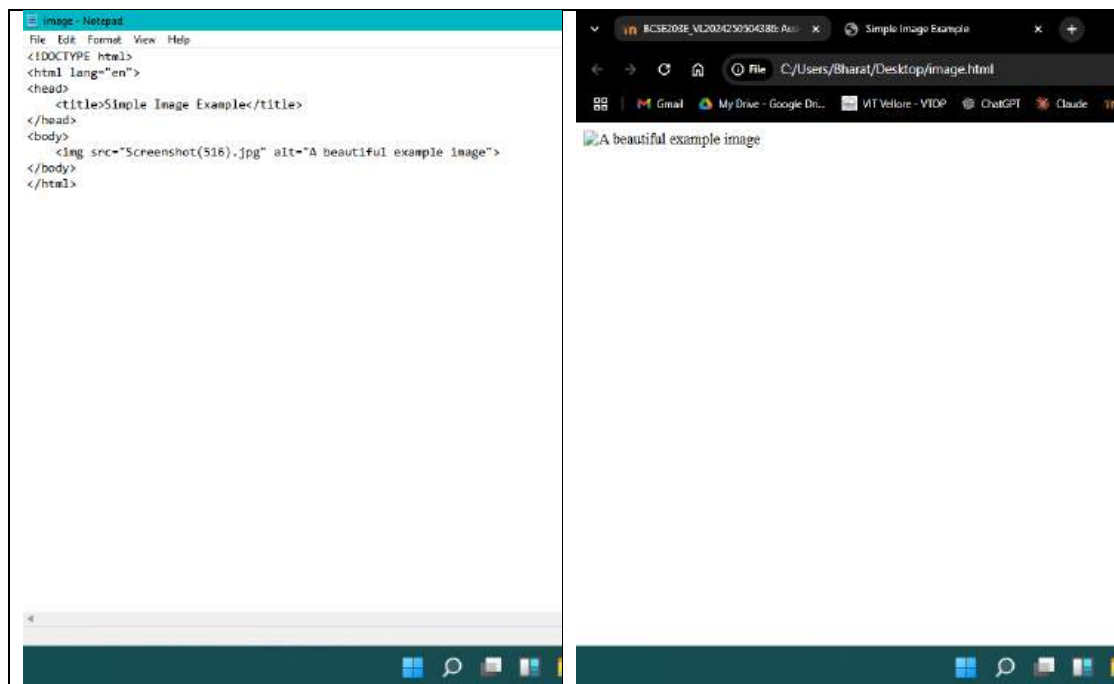 image - Notepad
File Edit Format View Help
<!DOCTYPE html>
<html lang="en">
<head>
    <title>Simple Image Example</title>
</head>
<body>
    <img src="Screenshot(516).jpg" alt="A beautiful example image">
</body>
</html>
Simple Image Example
File C:/Users/Bharat/Desktop/image.html
Gmail My Drive - Google Dri... VIT Vellore - VTOP ChatGPT Claude
A beautiful example image